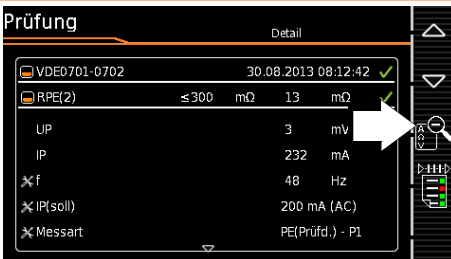 Prüfung
Detail
VDE0701-0702 30.08.2013 08:12:42
RPE(2) ≤300 mΩ 13 mΩ
UP 3 mV
IP 232 mA
f 48 Hz
IP(soll) 200 mA (AC)
Messart PE(Prüfd.) - P1